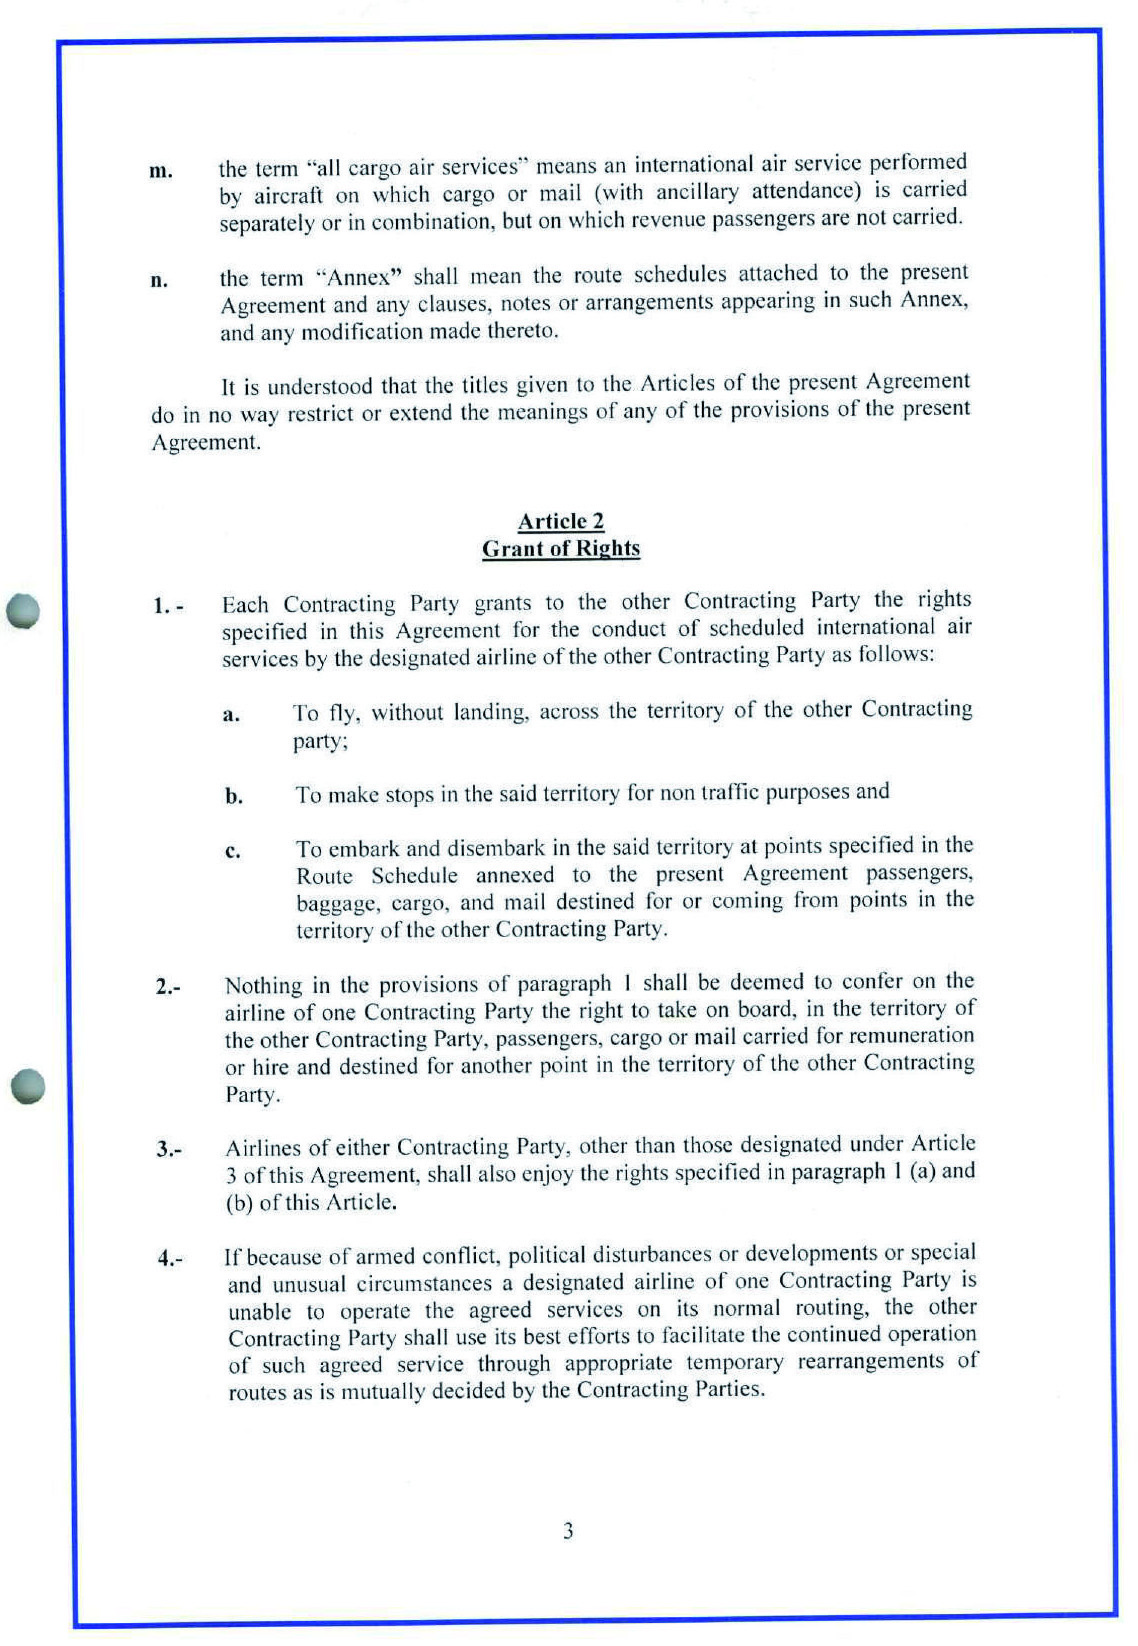 m. the term “all cargo air services” means an international air service performed
by aircraft on which cargo or mail (with ancillary attendance) is carried
separately or in combination, but on which revenue passengers are not carried.
n. the term “Annex” shall mean the route schedules attached to the present
Agreement and any clauses, notes or arrangements appearing in such Annex,
and any modification made thereto.
It is understood that the titles given to the Articles of the present Agreement
do in no way restrict or extend the meanings of any of the provisions of the present
Agreement.
Article 2
Grant of Rights
1. - Each Contracting Party grants to the other Contracting Party the rights
specified in this Agreement for the conduct of scheduled international air
services by the designated airline of the other Contracting Party as follows:
a. To fly, without landing, across the territory of the other Contracting
party;
b. To make stops in the said territory for non traffic purposes and
c. To embark and disembark in the said territory at points specified in the
Route Schedule annexed to the present Agreement passengers,
baggage, cargo, and mail destined for or coming from points in the
territory of the other Contracting Party.
2.- Nothing in the provisions of paragraph 1 shall be deemed to confer on the
airline of one Contracting Party the right to take on board, in the territory of
the other Contracting Party, passengers, cargo or mail carried for remuneration
or hire and destined for another point in the territory of the other Contracting
Party.
3.- Airlines of either Contracting Party, other than those designated under Article
3 of this Agreement, shall also enjoy the rights specified in paragraph 1 (a) and
(b) of this Article.
4.- If because of armed conflict, political disturbances or developments or special
and unusual circumstances a designated airline of one Contracting Party is
unable to operate the agreed services on its normal routing, the other
Contracting Party shall use its best efforts to facilitate the continued operation
of such agreed service through appropriate temporary rearrangements of
routes as is mutually decided by the Contracting Parties.
3